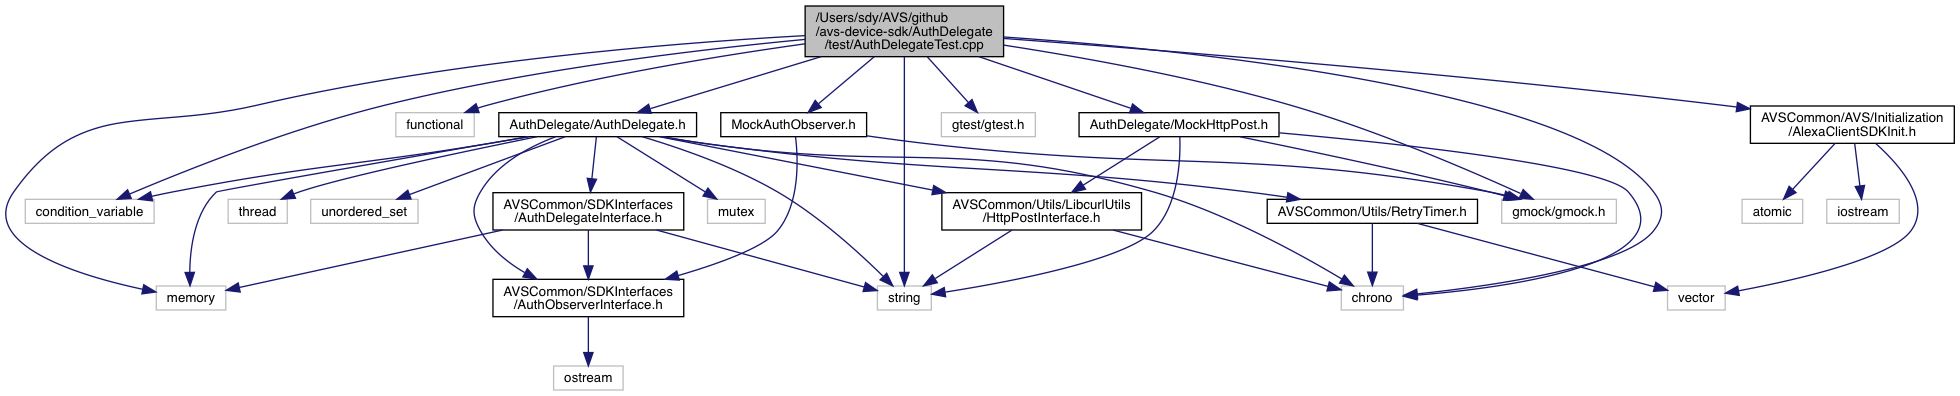 /Users/sdy/AVS/github
/avs-device-sdk/AuthDelegate
/test/AuthDelegateTest.cpp
functional
AuthDelegate/AuthDelegate.h
MockAuthObserver.h
gtest/gtest.h
AuthDelegate/MockHttpPost.h
AVSCommon/AVS/Initialization
/AlexaClientSDKInit.h
condition_variable
thread
unordered_set
AVSCommon/SDKInterfaces
/AuthDelegateInterface.h
mutex
AVSCommon/Utils/LibcurlUtils
/HttpPostInterface.h
AVSCommon/Utils/RetryTimer.h
gmock/gmock.h
atomic
iostream
memory
AVSCommon/SDKInterfaces
/AuthObserverInterface.h
string
chrono
vector
ostream